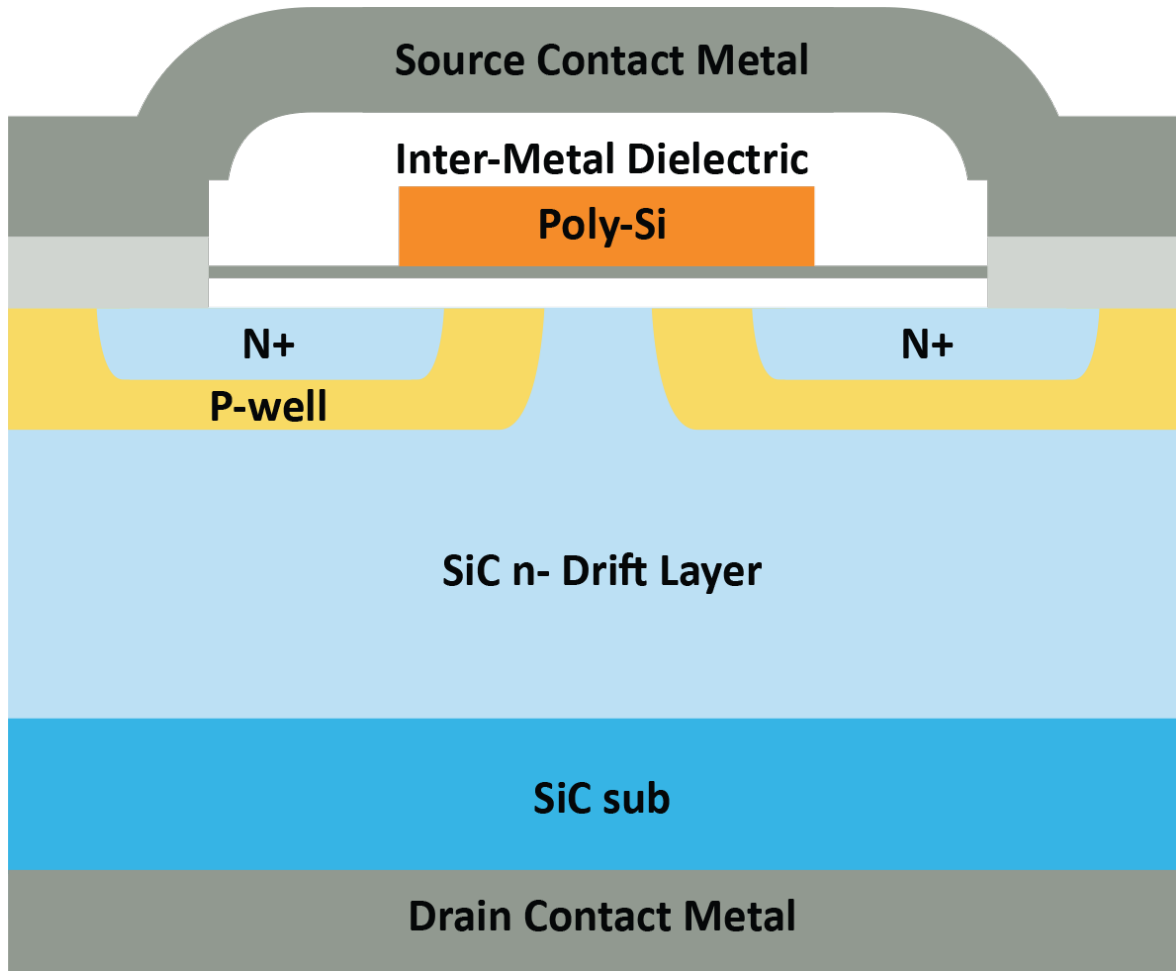 Source Contact Metal
Inter-Metal Dielectric
Poly-Si
N+
N+
P-well
SiC n- Drift Layer
SiC sub
Drain Contact Metal